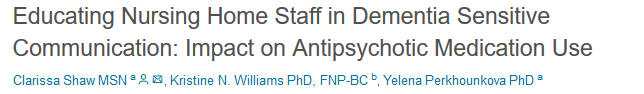 Educating Nursing Home Staff in Dementia Sensitive
Communication: Impact on Antipsychotic Medication Use
Clarissa Shaw MSN a, Kristine N. Williams PhD, FNP-BC b, Yelena Perkhounkova PhD a